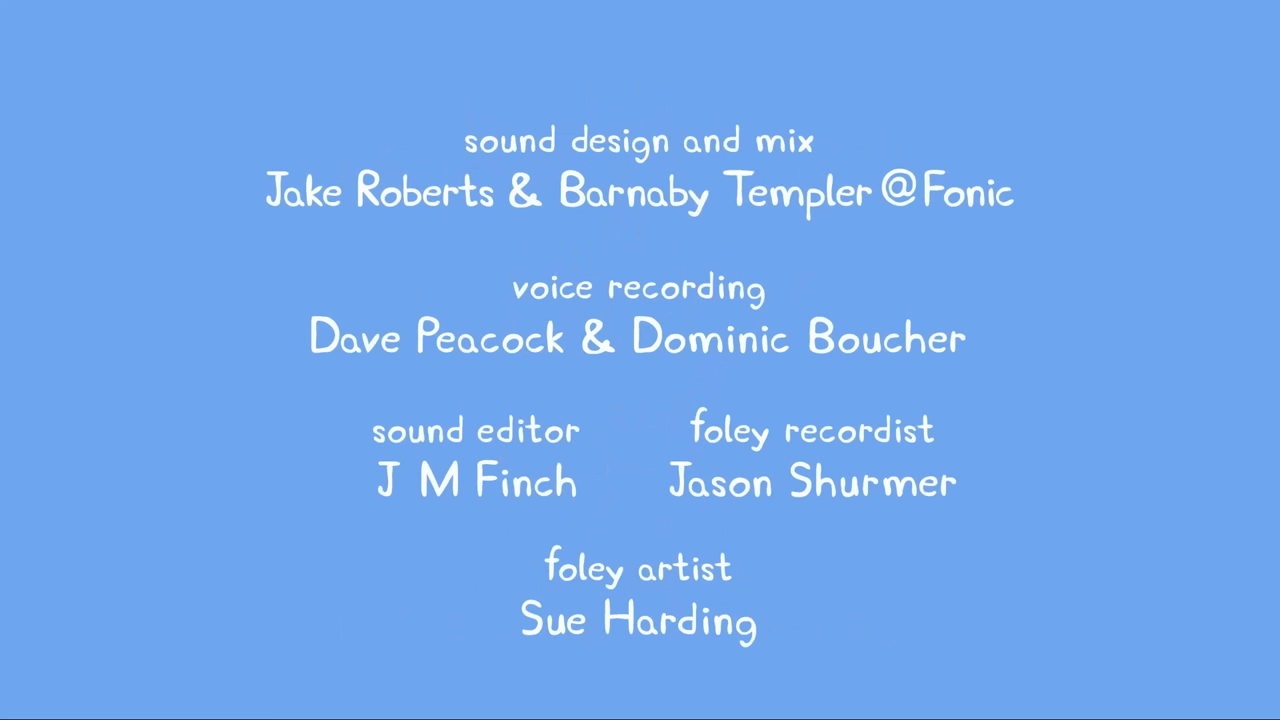 sound design and mix
Jake Roberts & Barnaby Templer @Fonic
voice recording
Dave Peacock & Dominic Boucher
sound editor
J M Finch
foley recordist
Jason Shurmer
foley artist
Sue Harding